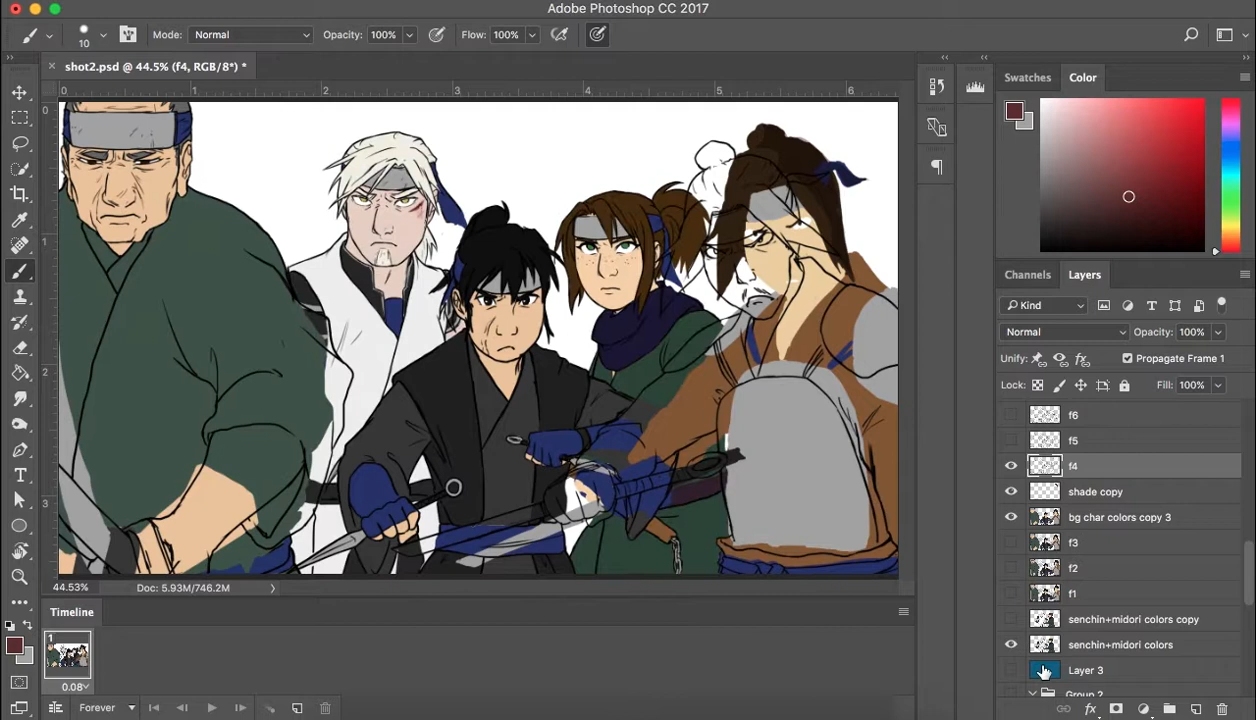 Adobe Photoshop CC 2017
10 Mode: Normal Opacity: 100% Flow: 100%
shot2.psd @ 44.5% (f4, RGB/8*) *
0 1 2 3 4 5 6
0
1
2
3
44.53% Doc: 5.93M/746.2M
Timeline
1
0.08
Forever
Swatches Color
Channels Layers
Kind
Normal Opacity: 100%
Unify: Propagate Frame 1
Lock: Fill: 100%
f6
f5
f4
shade copy
bg char colors copy 3
f3
f2
f1
senchin+midori colors copy
senchin+midori colors
Layer 3
Group 2